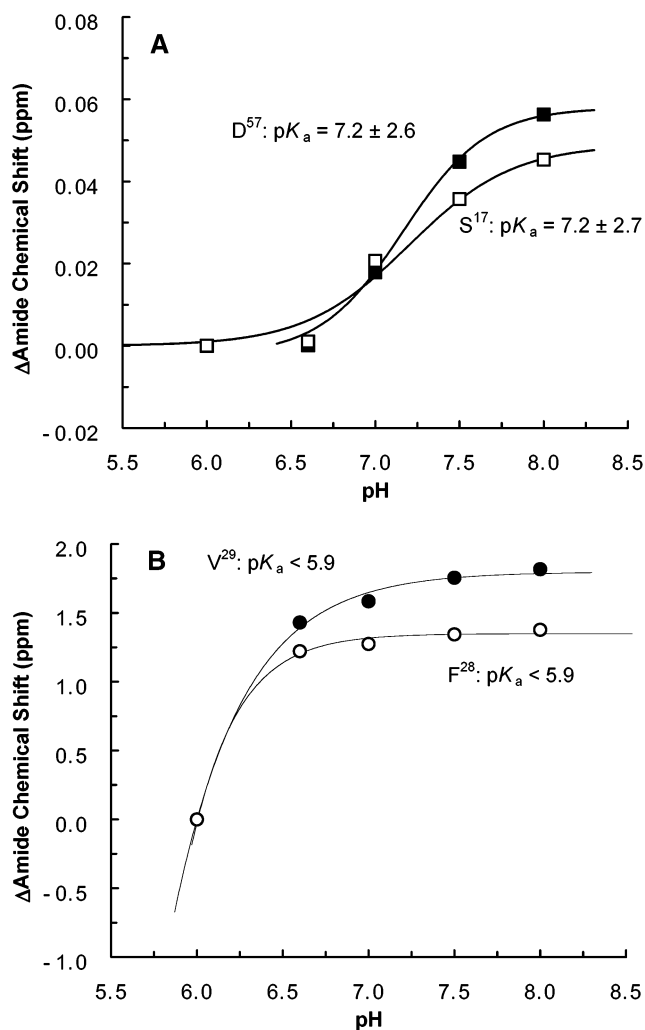 A
0.08
0.06
0.04
0.02
0.00
- 0.02
ΔAmide Chemical Shift (ppm)
D⁵⁷: pKₐ = 7.2 ± 2.6
S¹⁷: pKₐ = 7.2 ± 2.7
5.5 6.0 6.5 7.0 7.5 8.0 8.5
pH
B
2.0
1.5
1.0
0.5
0.0
- 0.5
- 1.0
ΔAmide Chemical Shift (ppm)
V²⁹: pKₐ < 5.9
F²⁸: pKₐ < 5.9
5.5 6.0 6.5 7.0 7.5 8.0 8.5
pH